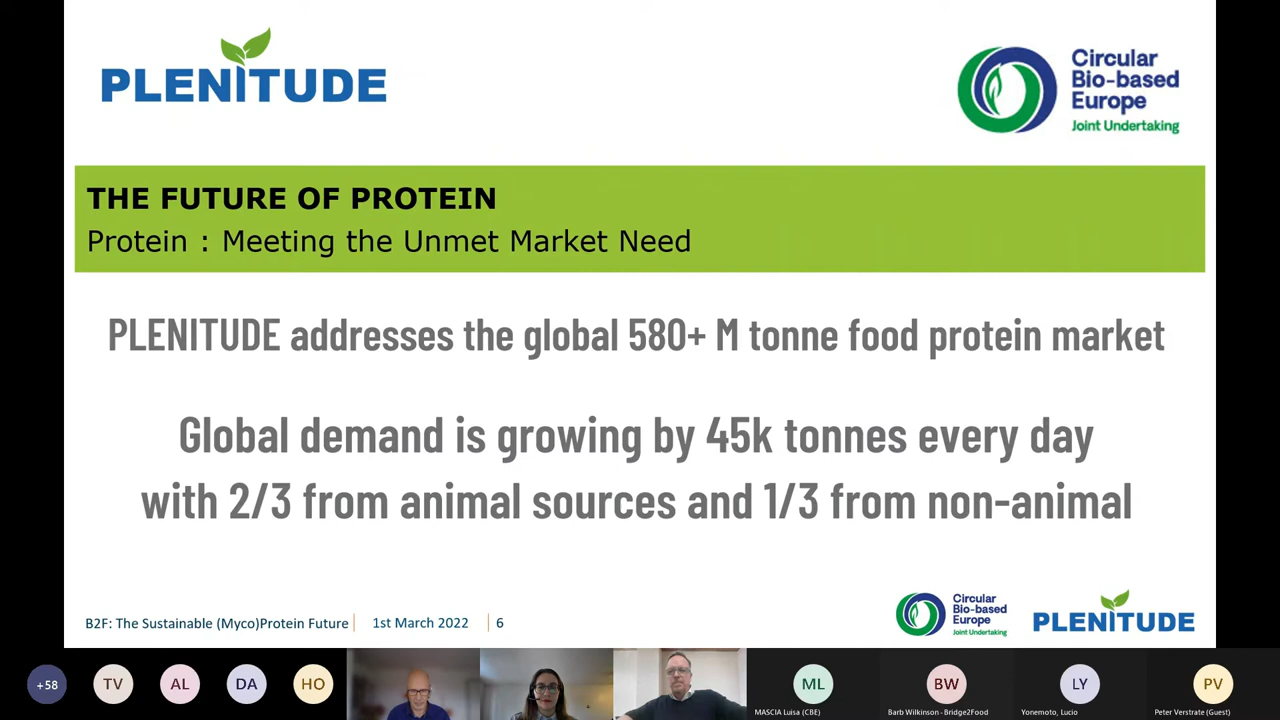 PLENITUDE
Circular
Bio-based
Europe
Joint Undertaking
THE FUTURE OF PROTEIN
Protein : Meeting the Unmet Market Need
PLENITUDE addresses the global 580+ M tonne food protein market
Global demand is growing by 45k tonnes every day
with 2/3 from animal sources and 1/3 from non-animal
B2F: The Sustainable (Myco)Protein Future | 1st March 2022 | 6
Circular
Bio-based
Europe
Joint Undertaking
PLENITUDE
+58
TV
AL
DA
HO
ML
BW
LY
PV
MASCIA Luisa (CBE)
Barb Wilkinson - Bridge2Food
Yonemoto, Lucio
Peter Verstrate (Guest)